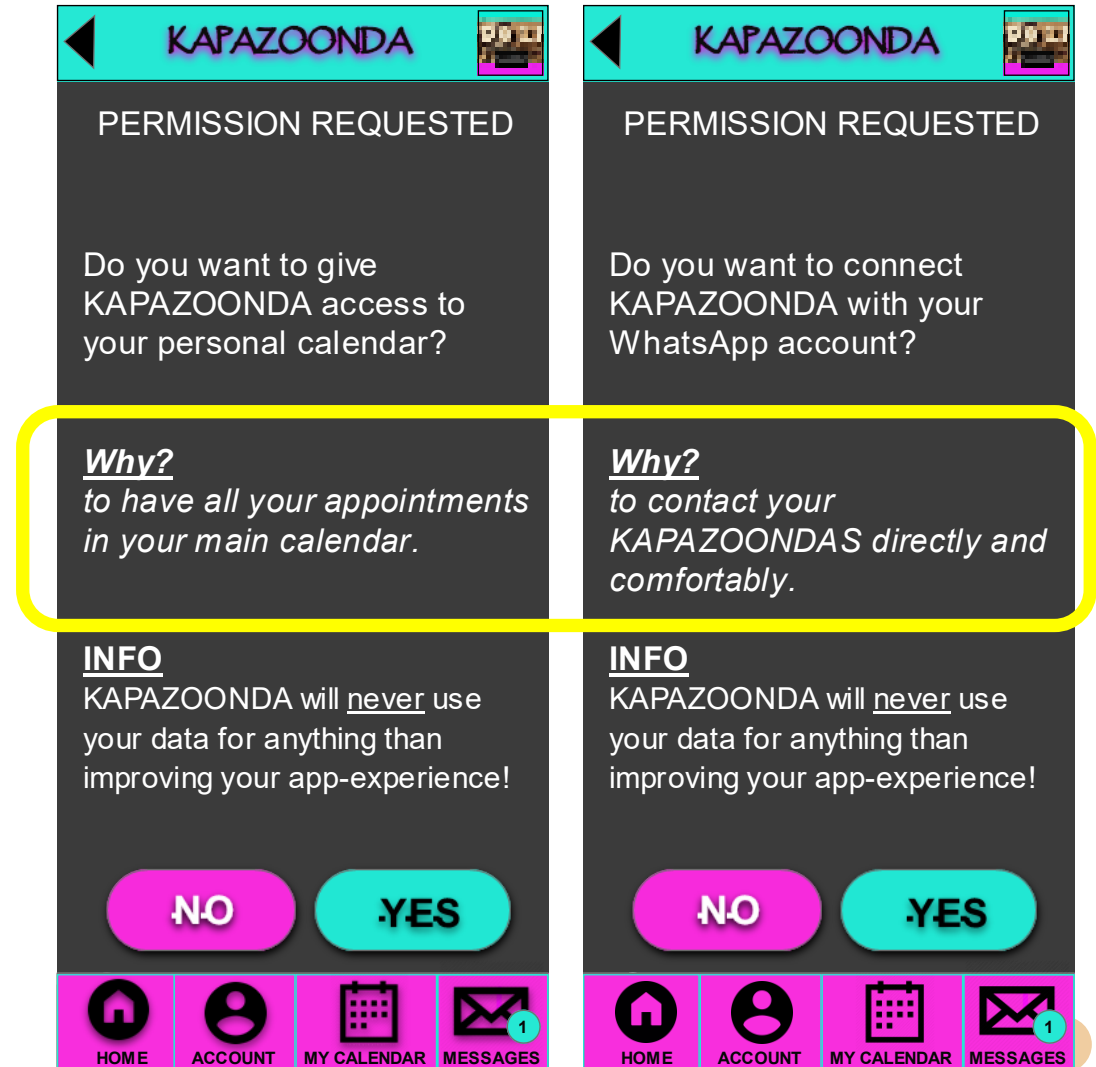 KAPAZOONDA
PERMISSION REQUESTED
Do you want to give
KAPAZOONDA access to
your personal calendar?
Why?
to have all your appointments
in your main calendar.
INFO
KAPAZOONDA will never use
your data for anything than
improving your app-experience!
NO
YES
HOME
ACCOUNT
MY CALENDAR
MESSAGES
1
KAPAZOONDA
PERMISSION REQUESTED
Do you want to connect
KAPAZOONDA with your
WhatsApp account?
Why?
to contact your
KAPAZOONDAS directly and
comfortably.
INFO
KAPAZOONDA will never use
your data for anything than
improving your app-experience!
NO
YES
HOME
ACCOUNT
MY CALENDAR
MESSAGES
1